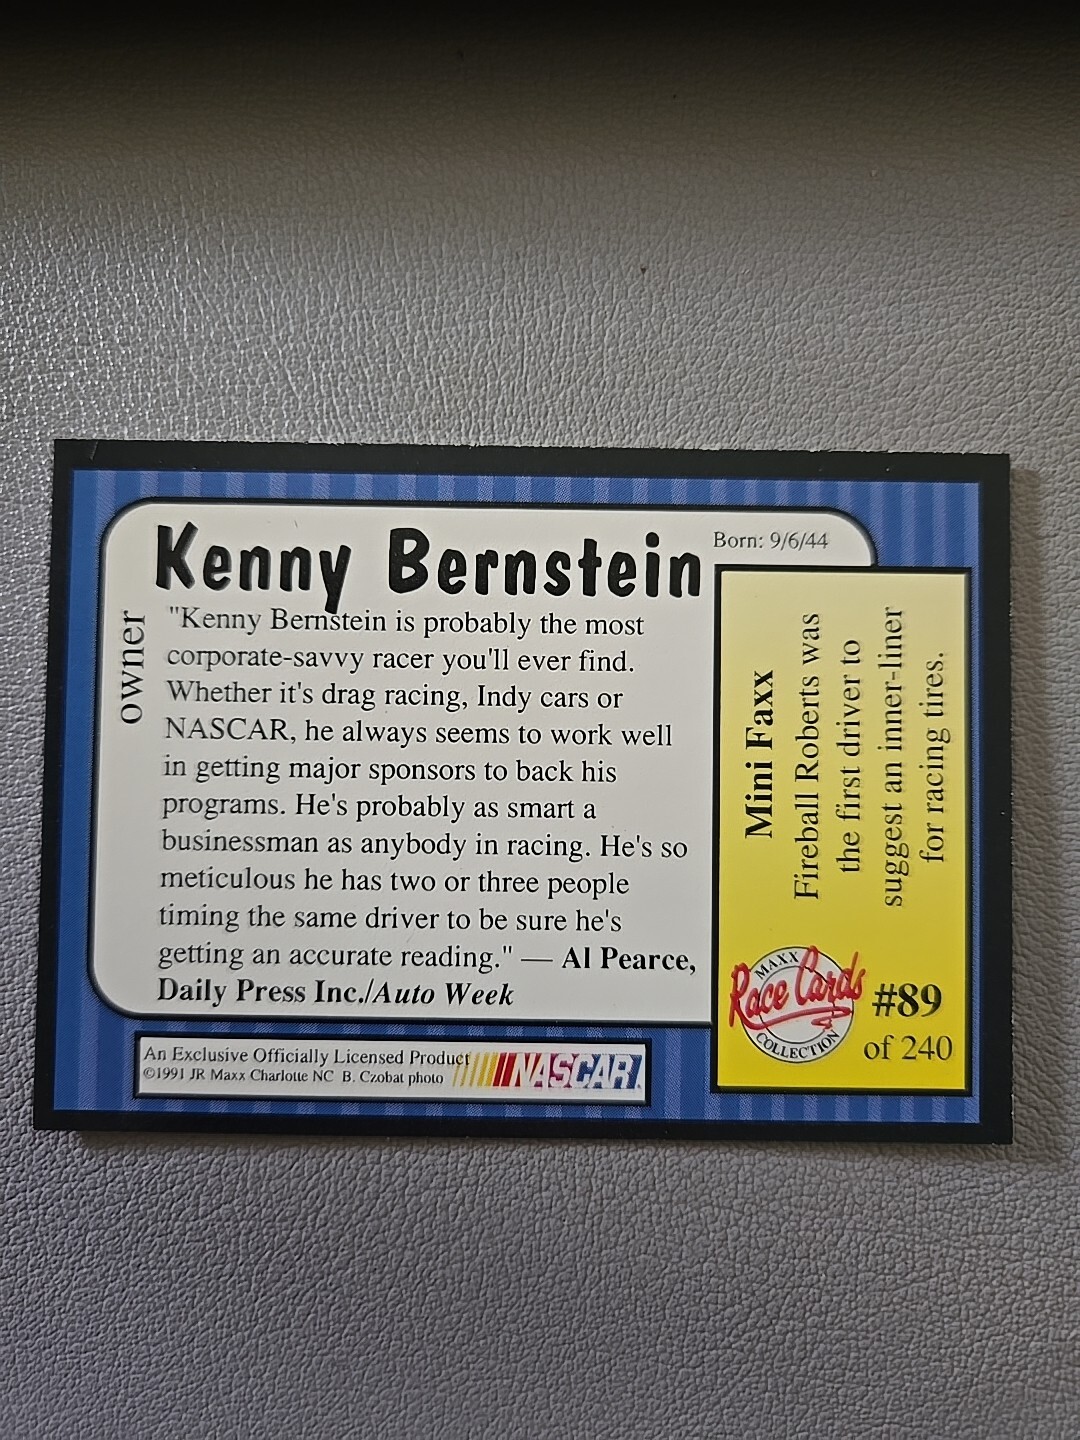 Kenny Bernstein
Born: 9/6/44
owner
"Kenny Bernstein is probably the most
corporate-savvy racer you'll ever find.
Whether it's drag racing, Indy cars or
NASCAR, he always seems to work well
in getting major sponsors to back his
programs. He's probably as smart a
businessman as anybody in racing. He's so
meticulous he has two or three people
timing the same driver to be sure he's
getting an accurate reading." — Al Pearce,
Daily Press Inc./Auto Week
Mini Faxx
Fireball Roberts was
the first driver to
suggest an inner-liner
for racing tires.
MAXX
Race Cards
COLLECTION
#89
of 240
An Exclusive Officially Licensed Product
©1991 JR Maxx Charlotte NC B. Czobat photo
NASCAR